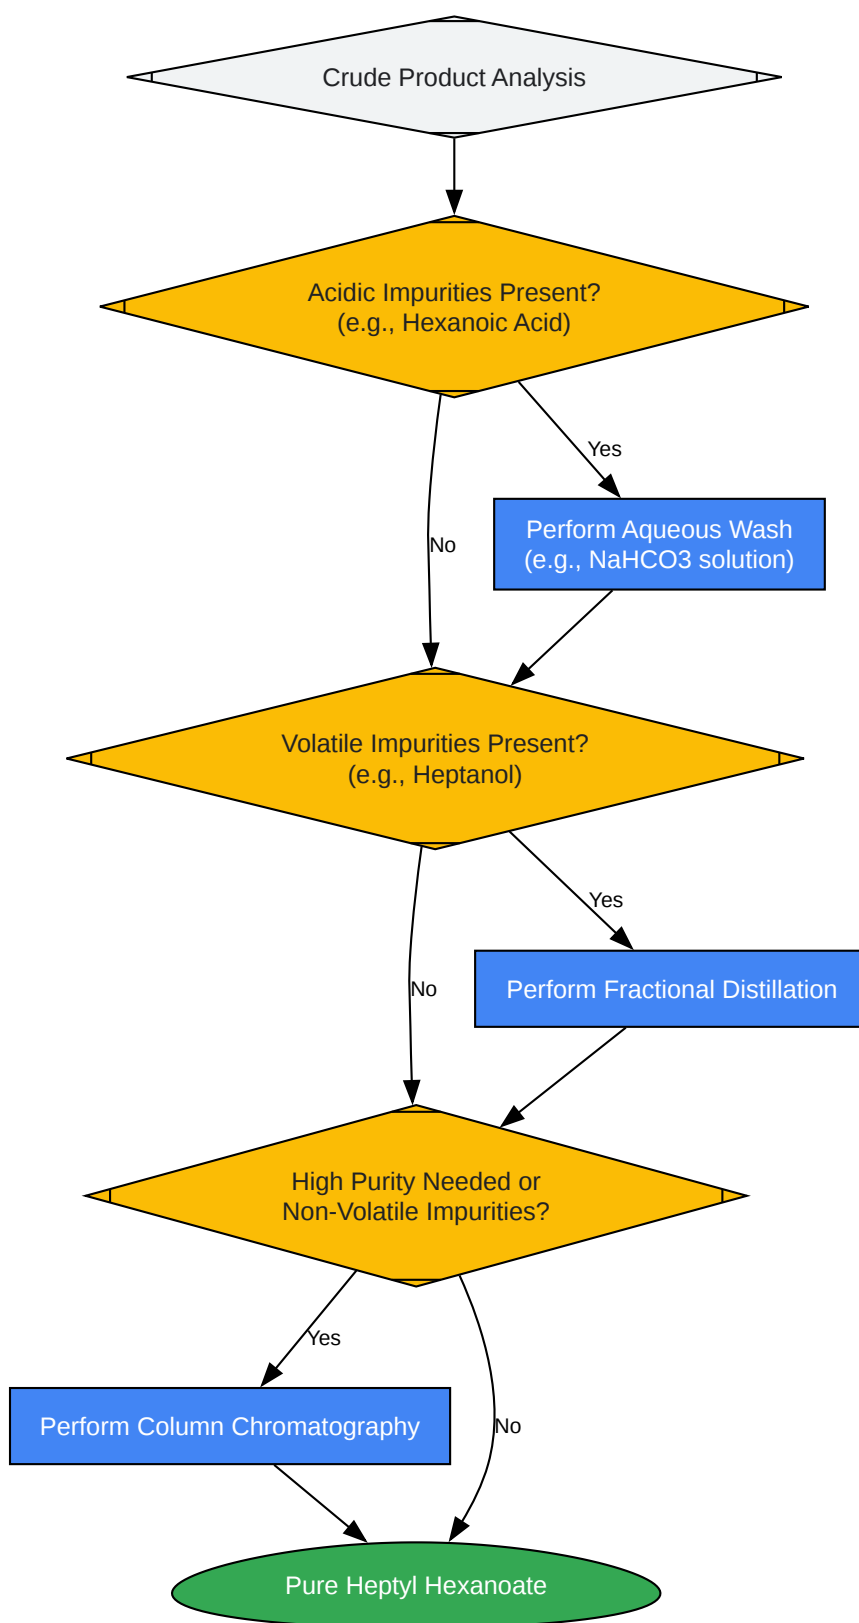 Crude Product Analysis
Acidic Impurities Present?
(e.g., Hexanoic Acid)
Yes
Perform Aqueous Wash
(e.g., NaHCO3 solution)
No
Volatile Impurities Present?
(e.g., Heptanol)
Yes
Perform Fractional Distillation
No
High Purity Needed or
Non-Volatile Impurities?
Yes
Perform Column Chromatography
No
Pure Heptyl Hexanoate